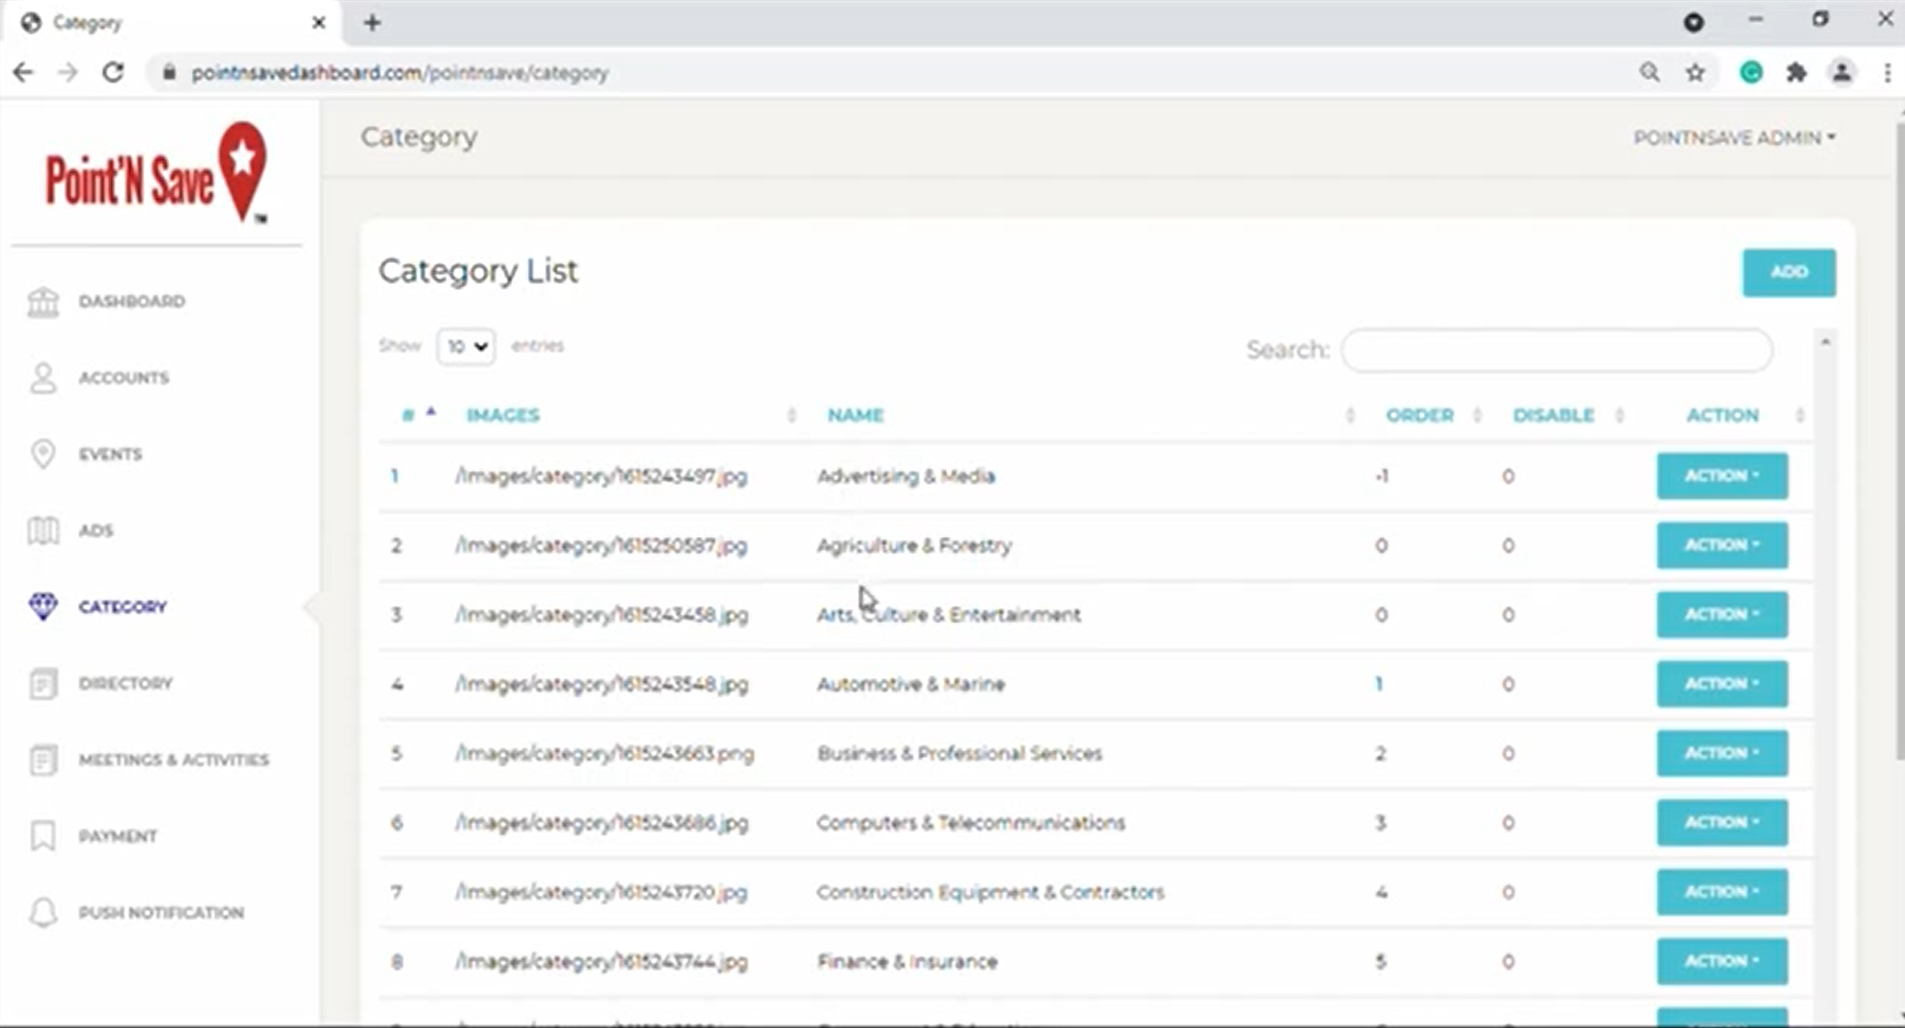 Category
pointnsavedashboard.com/pointnsave/category
Point'N Save
TM
Category
POINTNSAVE ADMIN
DASHBOARD
ACCOUNTS
EVENTS
ADS
CATEGORY
DIRECTORY
MEETINGS & ACTIVITIES
PAYMENT
PUSH NOTIFICATION
Category List
ADD
Show 10 entries
Search:
# IMAGES NAME ORDER DISABLE ACTION
1 /images/category/1615243497.jpg Advertising & Media -1 0 ACTION
2 /images/category/1615250587.jpg Agriculture & Forestry 0 0 ACTION
3 /images/category/1615243458.jpg Arts, Culture & Entertainment 0 0 ACTION
4 /images/category/1615243548.jpg Automotive & Marine 1 0 ACTION
5 /images/category/1615243663.png Business & Professional Services 2 0 ACTION
6 /images/category/1615243686.jpg Computers & Telecommunications 3 0 ACTION
7 /images/category/1615243720.jpg Construction Equipment & Contractors 4 0 ACTION
8 /images/category/1615243744.jpg Finance & Insurance 5 0 ACTION